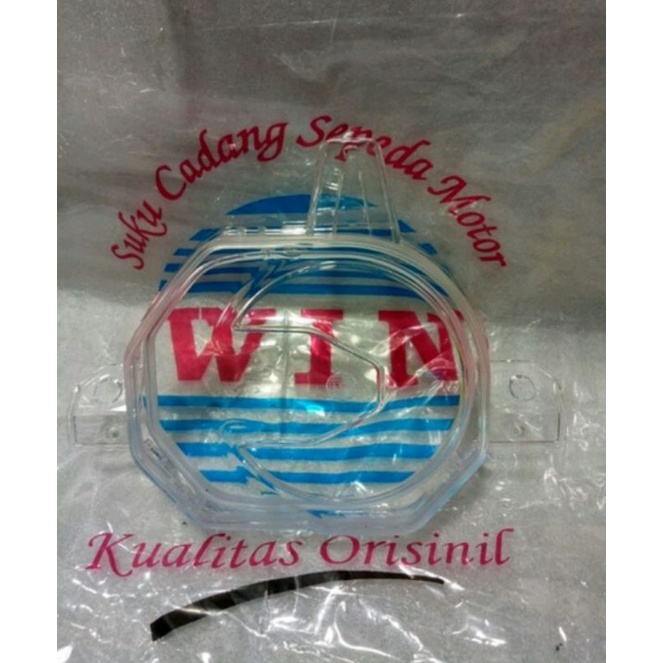 Suku Cadang Sepeda Motor
WIN
Kualitas Orisinil